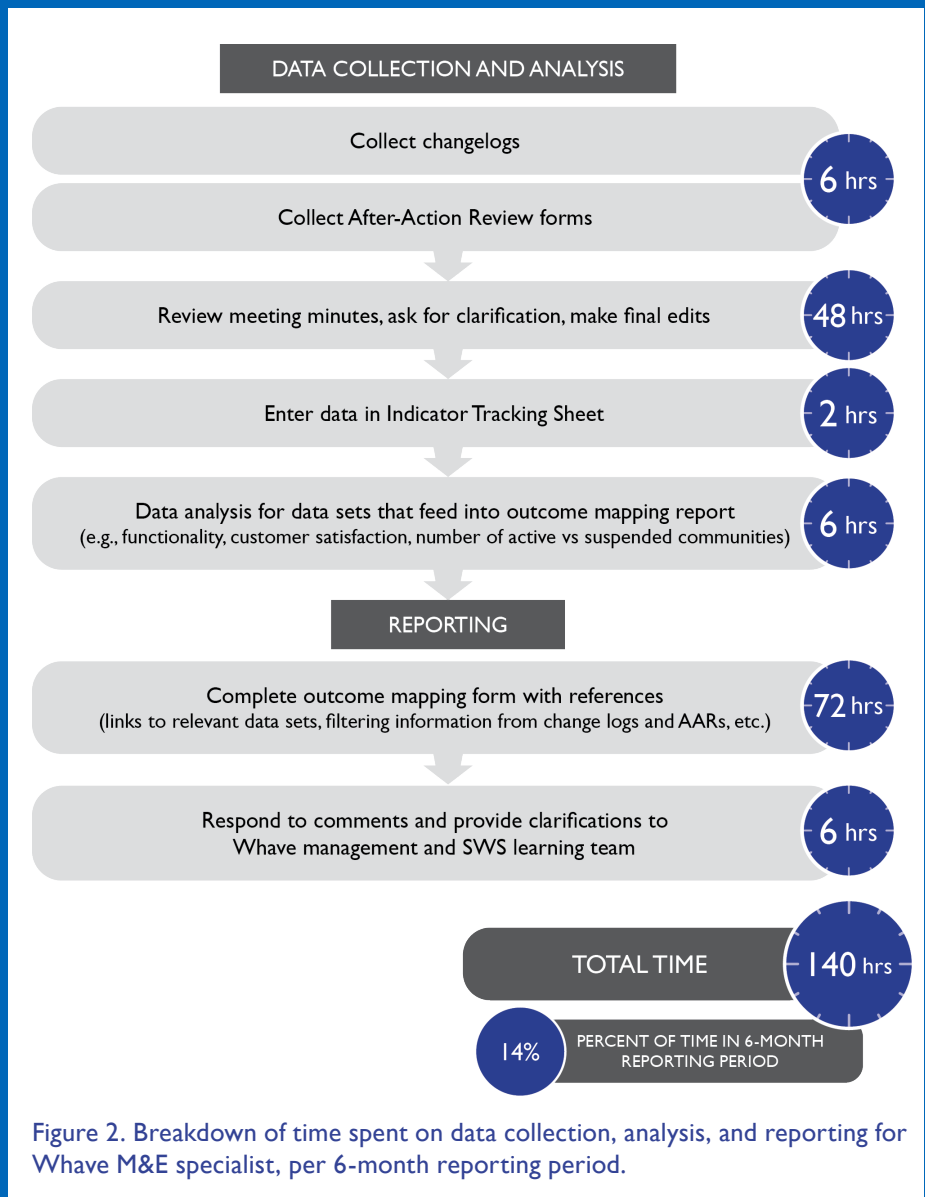 DATA COLLECTION AND ANALYSIS
Collect changelogs
6 hrs
Collect After-Action Review forms
Review meeting minutes, ask for clarification, make final edits
48 hrs
Enter data in Indicator Tracking Sheet
2 hrs
Data analysis for data sets that feed into outcome mapping report
(e.g., functionality, customer satisfaction, number of active vs suspended communities)
6 hrs
REPORTING
Complete outcome mapping form with references
(links to relevant data sets, filtering information from change logs and AARs, etc.)
72 hrs
Respond to comments and provide clarifications to
Whave management and SWS learning team
6 hrs
TOTAL TIME
140 hrs
14%
PERCENT OF TIME IN 6-MONTH
REPORTING PERIOD
Figure 2. Breakdown of time spent on data collection, analysis, and reporting for
Whave M&E specialist, per 6-month reporting period.